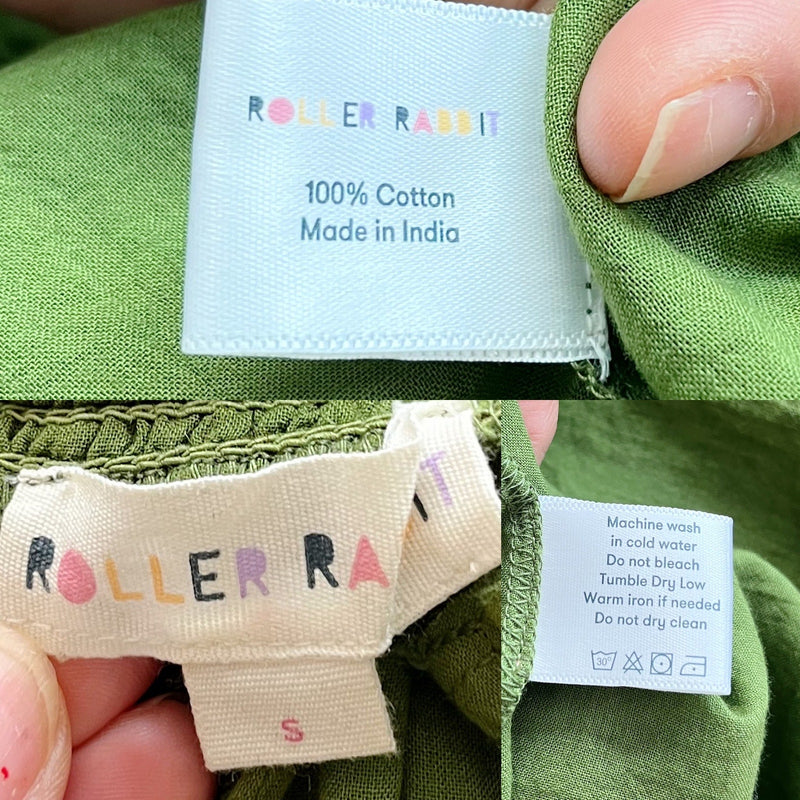 ROLLER RABBIT
100% Cotton
Made in India
ROLLER RA IT
S
Machine wash
in cold water
Do not bleach
Tumble Dry Low
Warm iron if needed
Do not dry clean
30°